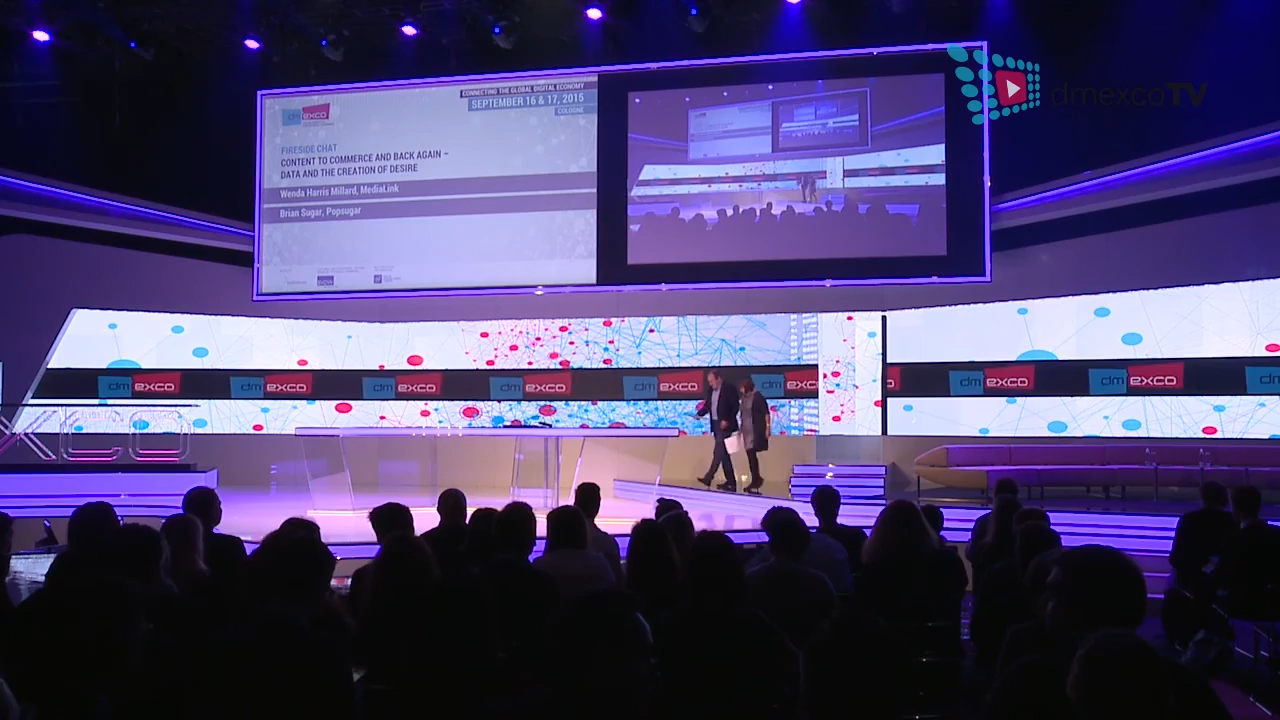 dmexcoTV
CONNECTING THE GLOBAL DIGITAL ECONOMY
SEPTEMBER 16 & 17, 2015
COLOGNE
dm exco
FIRESIDE CHAT
CONTENT TO COMMERCE AND BACK AGAIN –
DATA AND THE CREATION OF DESIRE
Wenda Harris Millard, MediaLink
Brian Sugar, Popsugar
dm exco
dm exco
dm exco
dm exco
dm exco
dm exc
dm exco
dm exco
dm